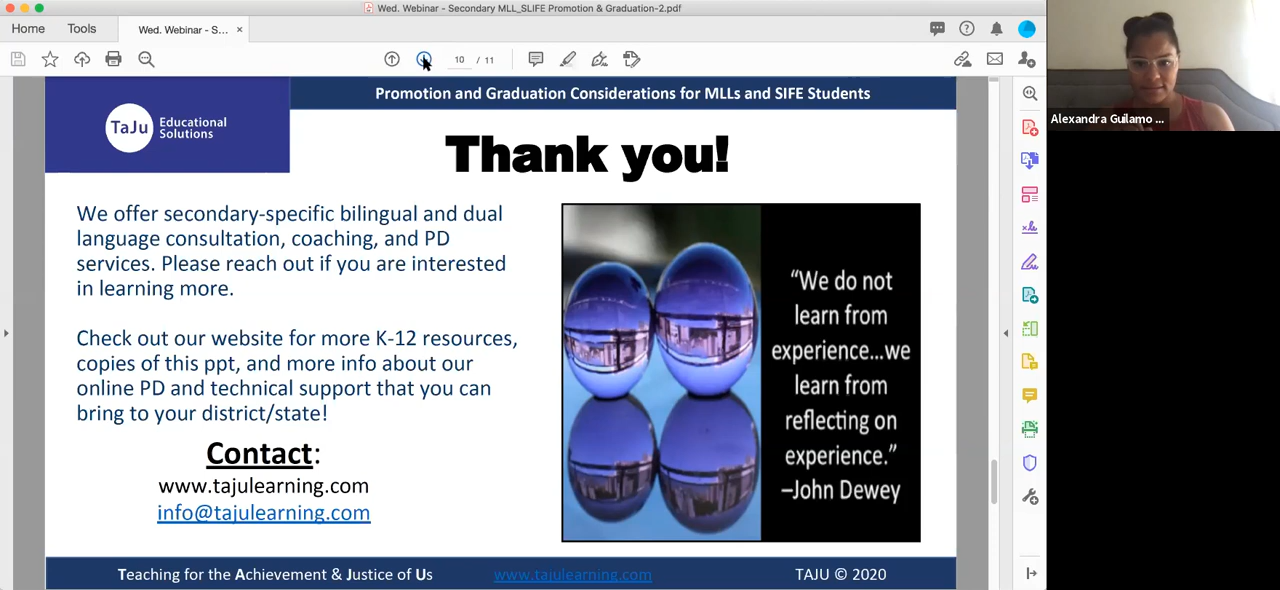 Wed. Webinar - Secondary MLL_SLIFE Promotion & Graduation-2.pdf
Home
Tools
Wed. Webinar - S... ×
10 / 11
Alexandra Guilamo ...
TaJu Educational
Solutions
Promotion and Graduation Considerations for MLLs and SIFE Students
Thank you!
We offer secondary-specific bilingual and dual
language consultation, coaching, and PD
services. Please reach out if you are interested
in learning more.
Check out our website for more K-12 resources,
copies of this ppt, and more info about our
online PD and technical support that you can
bring to your district/state!
Contact:
www.tajulearning.com
info@tajulearning.com
“We do not
learn from
experience...we
learn from
reflecting on
experience.”
–John Dewey
Teaching for the Achievement & Justice of Us
www.tajulearning.com
TAJU © 2020